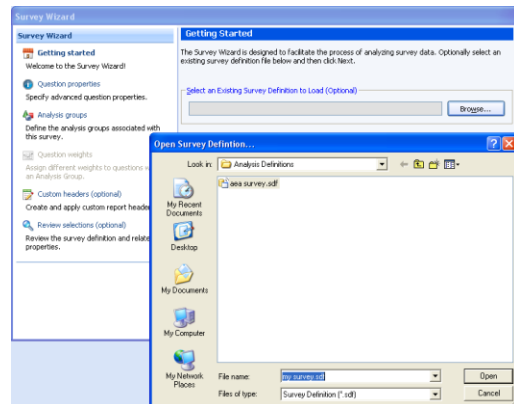 Survey Wizard
Survey Wizard
Getting started
Welcome to the Survey Wizard!
Question properties
Specify advanced question properties.
Analysis groups
Define the analysis groups associated with
this survey.
Question weights
Assign different weights to questions
an Analysis Group.
Custom headers (optional)
Create and apply custom report heade
Review selections (optional)
Review the survey definition and relate
properties.
Getting Started
The Survey Wizard is designed to facilitate the process of analyzing survey data. Optionally select an
existing survey definition file below and then click Next.
Select an Existing Survey Definition to Load (Optional)
Browse...
Open Survey Defintion...
Look in:
Analysis Definitions
aea survey.sdf
My Recent
Documents
Desktop
My Documents
My Computer
My Network
Places
File name:
my survey.sdf
Open
Files of type:
Survey Definition (*.sdf)
Cancel